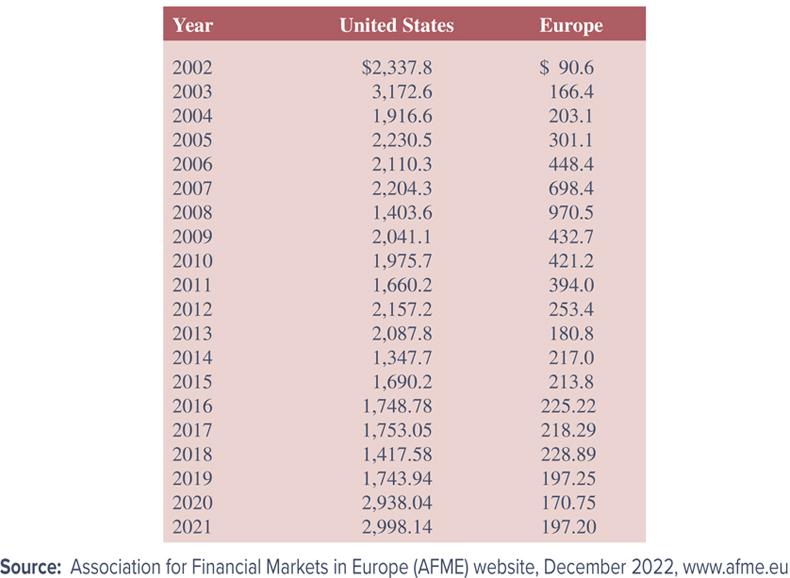 Year United States Europe
2002 $2,337.8 $ 90.6
2003 3,172.6 166.4
2004 1,916.6 203.1
2005 2,230.5 301.1
2006 2,110.3 448.4
2007 2,204.3 698.4
2008 1,403.6 970.5
2009 2,041.1 432.7
2010 1,975.7 421.2
2011 1,660.2 394.0
2012 2,157.2 253.4
2013 2,087.8 180.8
2014 1,347.7 217.0
2015 1,690.2 213.8
2016 1,748.78 225.22
2017 1,753.05 218.29
2018 1,417.58 228.89
2019 1,743.94 197.25
2020 2,938.04 170.75
2021 2,998.14 197.20
Source: Association for Financial Markets in Europe (AFME) website, December 2022, www.afme.eu